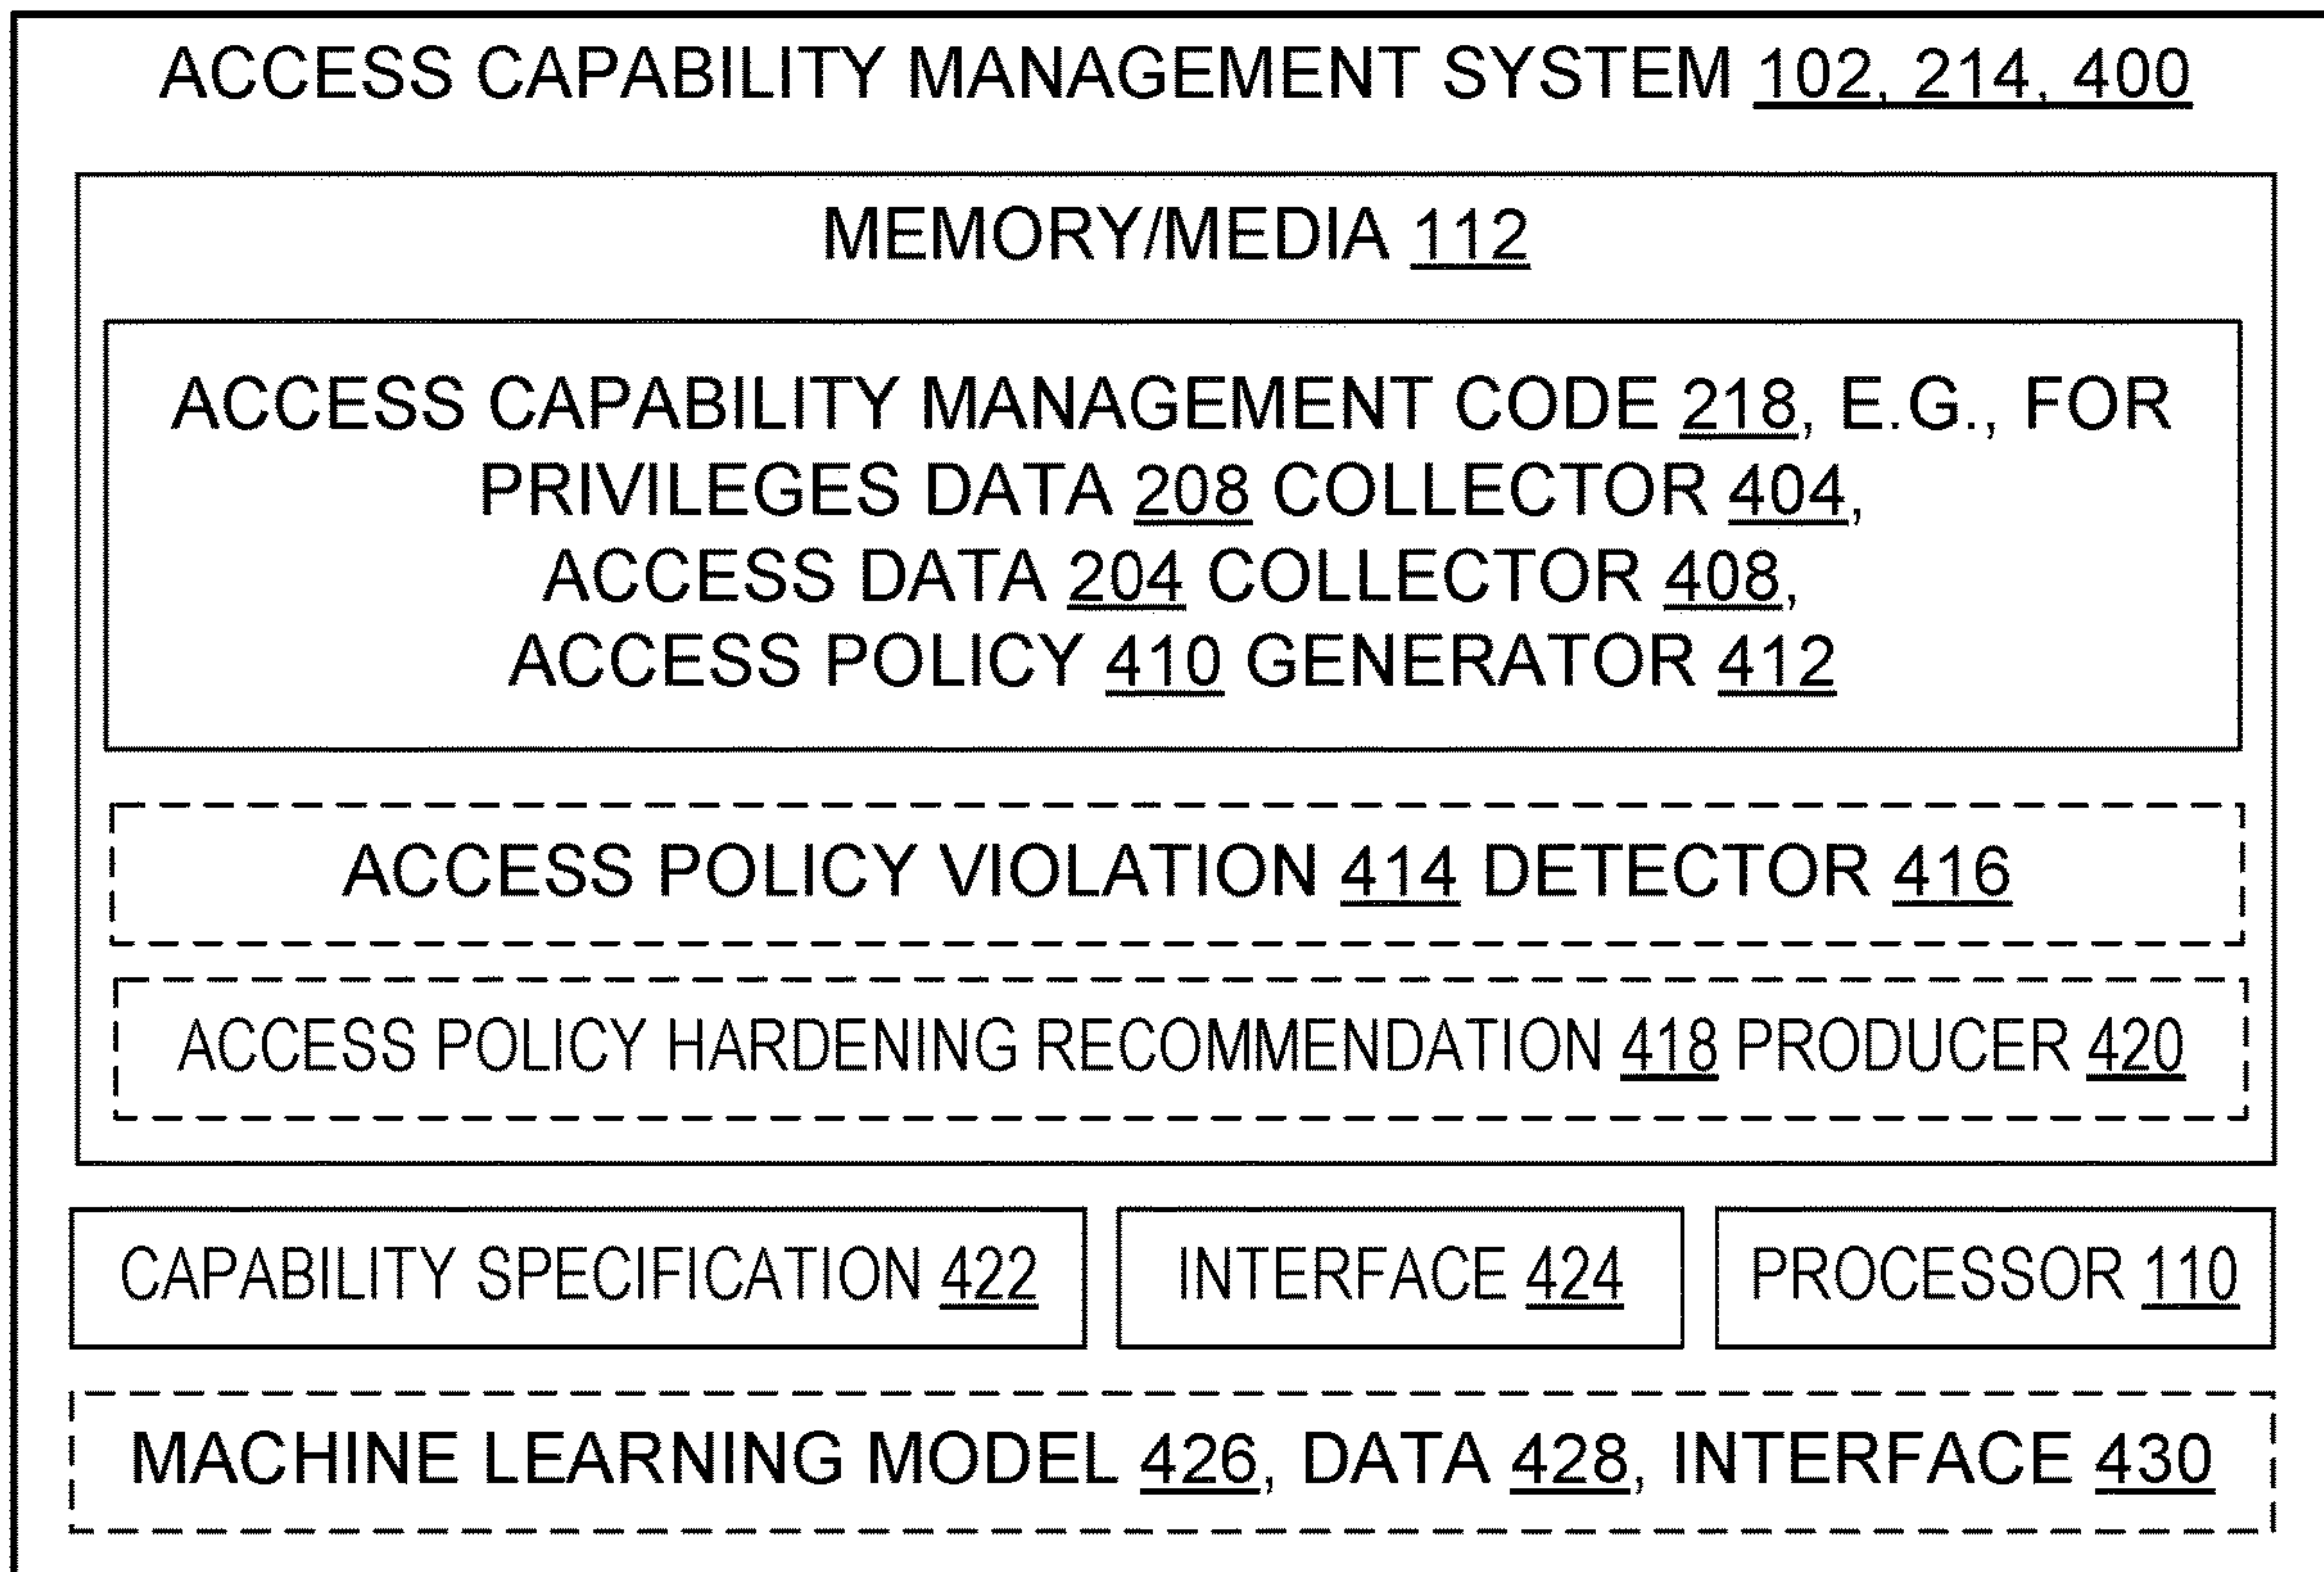 ACCESS CAPABILITY MANAGEMENT SYSTEM 102, 214, 400
MEMORY/MEDIA 112
ACCESS CAPABILITY MANAGEMENT CODE 218, E.G., FOR
PRIVILEGES DATA 208 COLLECTOR 404,
ACCESS DATA 204 COLLECTOR 408,
ACCESS POLICY 410 GENERATOR 412
ACCESS POLICY VIOLATION 414 DETECTOR 416
ACCESS POLICY HARDENING RECOMMENDATION 418 PRODUCER 420
CAPABILITY SPECIFICATION 422
INTERFACE 424
PROCESSOR 110
MACHINE LEARNING MODEL 426, DATA 428, INTERFACE 430